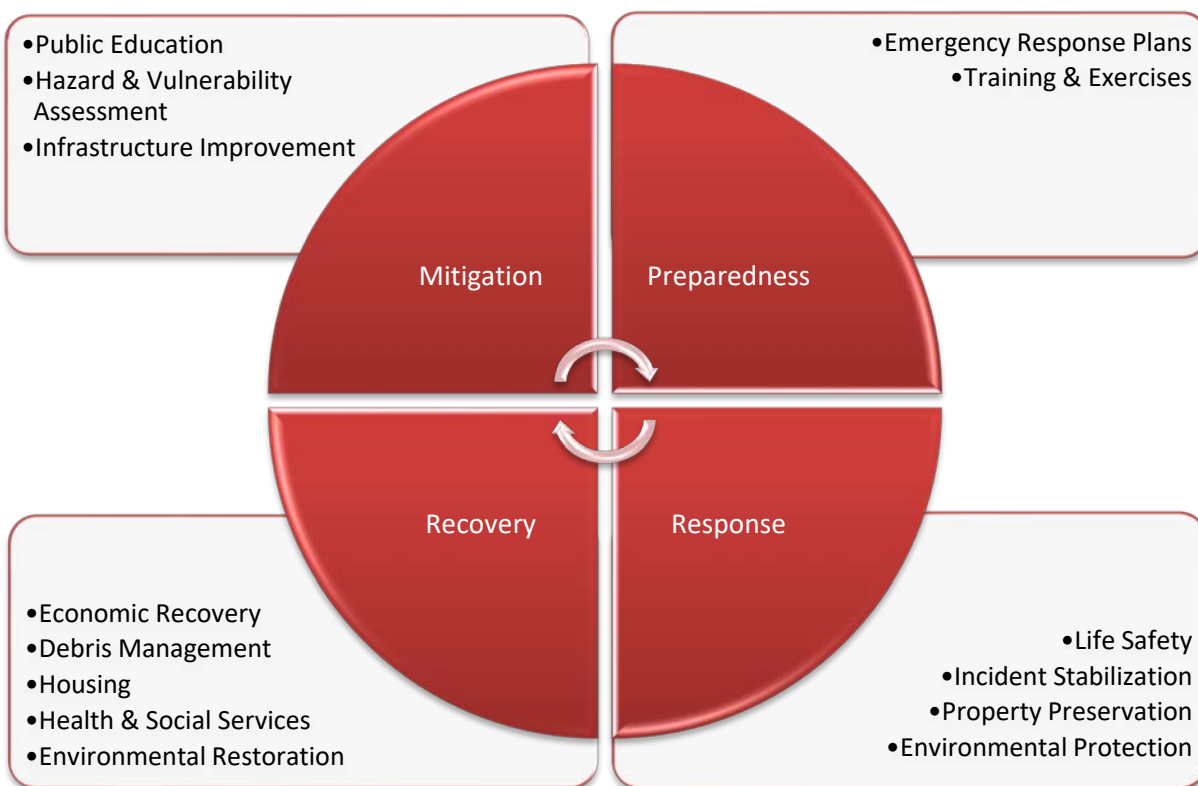 •Public Education
•Hazard & Vulnerability
Assessment
•Infrastructure Improvement
•Emergency Response Plans
•Training & Exercises
Mitigation
Preparedness
Recovery
Response
•Economic Recovery
•Debris Management
•Housing
•Health & Social Services
•Environmental Restoration
•Life Safety
•Incident Stabilization
•Property Preservation
•Environmental Protection